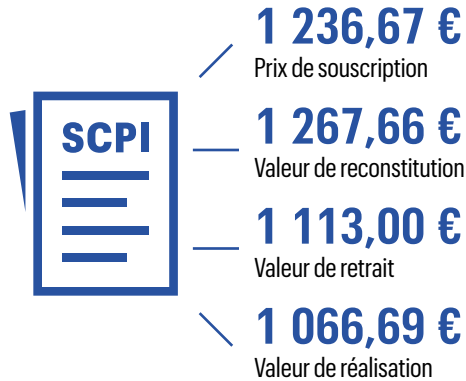 1 236,67 €
Prix de souscription
SCPI
1 267,66 €
Valeur de reconstitution
1 113,00 €
Valeur de retrait
1 066,69 €
Valeur de réalisation